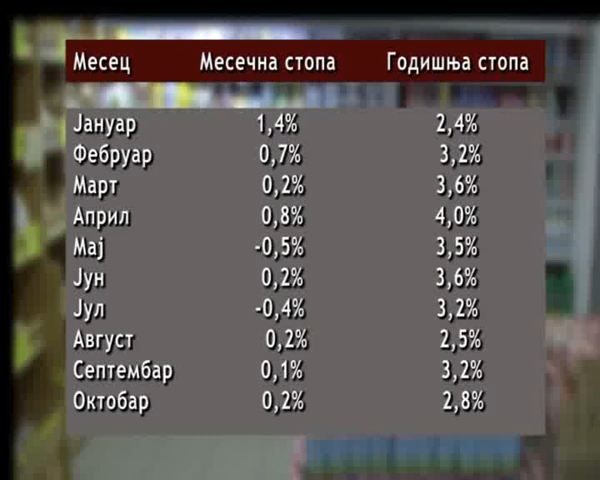 Месец Месечна стопа Годишња стопа
Јануар 1,4% 2,4%
Фебруар 0,7% 3,2%
Март 0,2% 3,6%
Април 0,8% 4,0%
Мај -0,5% 3,5%
Јун 0,2% 3,6%
Јул -0,4% 3,2%
Август 0,2% 2,5%
Септембар 0,1% 3,2%
Октобар 0,2% 2,8%